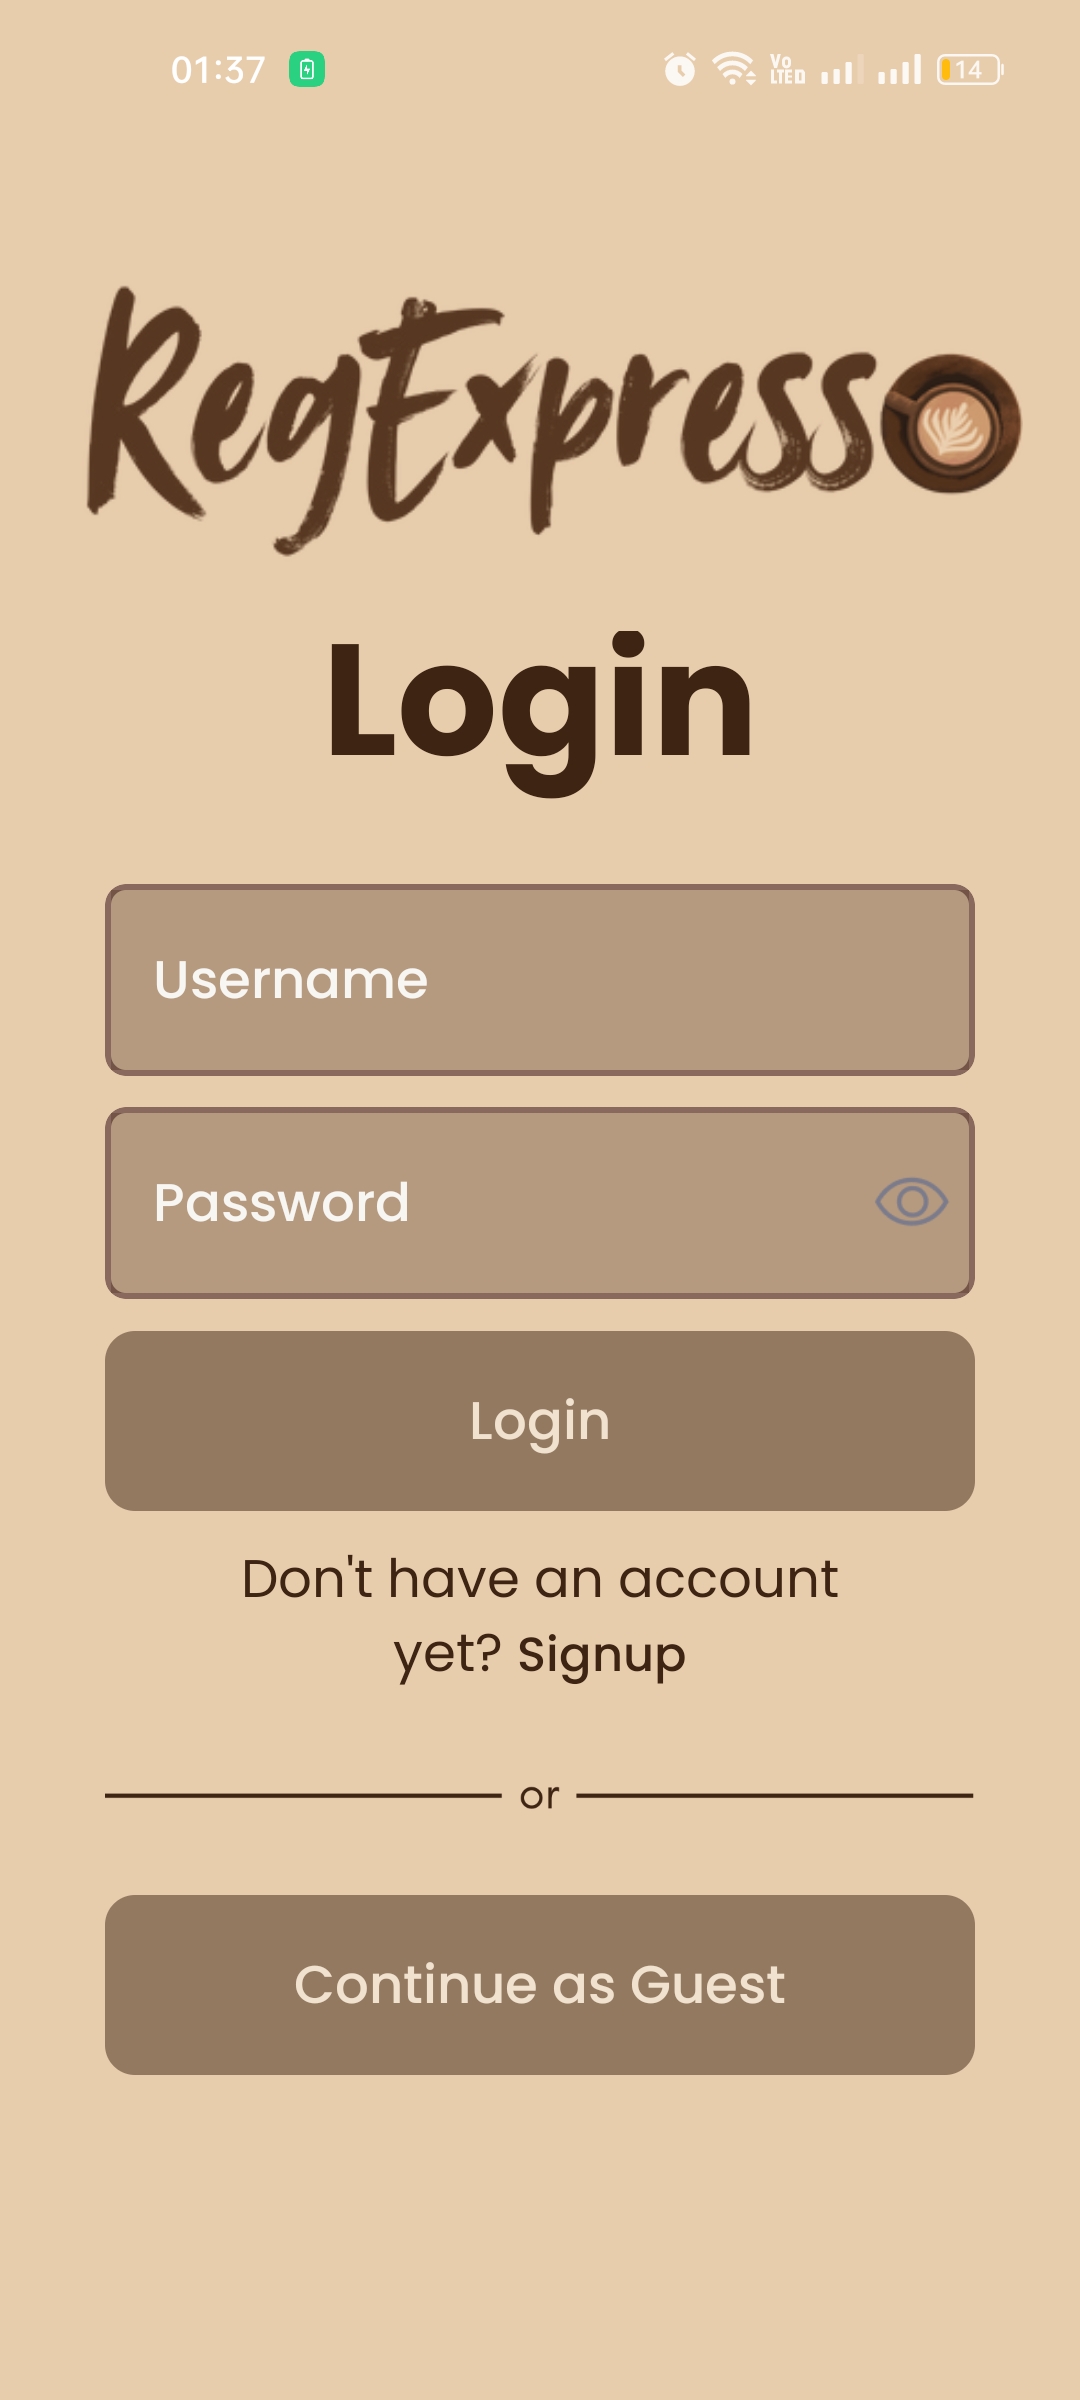 01:37 Vo LTED 14
RegExpresso
Login
Username
Password
Login
Don't have an account
yet? Signup
or
Continue as Guest